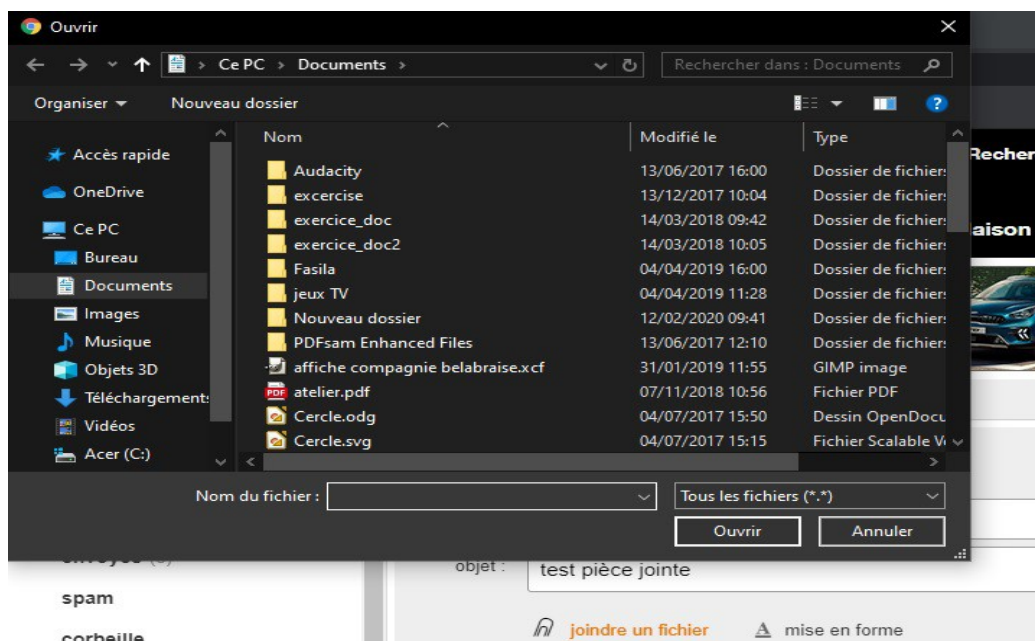 Ouvrir
Ce PC > Documents >
Rechercher dans : Documents
Organiser
Nouveau dossier
Nom
Modifié le
Type
Accès rapide
OneDrive
Ce PC
Bureau
Documents
Images
Musique
Objets 3D
Téléchargements
Vidéos
Acer (C:)
Audacity 13/06/2017 16:00 Dossier de fichiers
excercise 13/12/2017 10:04 Dossier de fichiers
exercice_doc 14/03/2018 09:42 Dossier de fichiers
exercice_doc2 14/03/2018 10:05 Dossier de fichiers
Fasila 04/04/2019 16:00 Dossier de fichiers
jeux TV 04/04/2019 11:28 Dossier de fichiers
Nouveau dossier 12/02/2020 09:41 Dossier de fichiers
PDFsam Enhanced Files 13/06/2017 12:10 Dossier de fichiers
affiche compagnie belabraise.xcf 31/01/2019 11:55 GIMP image
atelier.pdf 07/11/2018 10:56 Fichier PDF
Cercle.odg 04/07/2017 15:50 Dessin OpenDocu
Cercle.svg 04/07/2017 15:15 Fichier Scalable V
Nom du fichier :
Tous les fichiers (*.*)
Ouvrir
Annuler
Recher
aison
spam
corbeille
objet :
test pièce jointe
joindre un fichier
A mise en forme